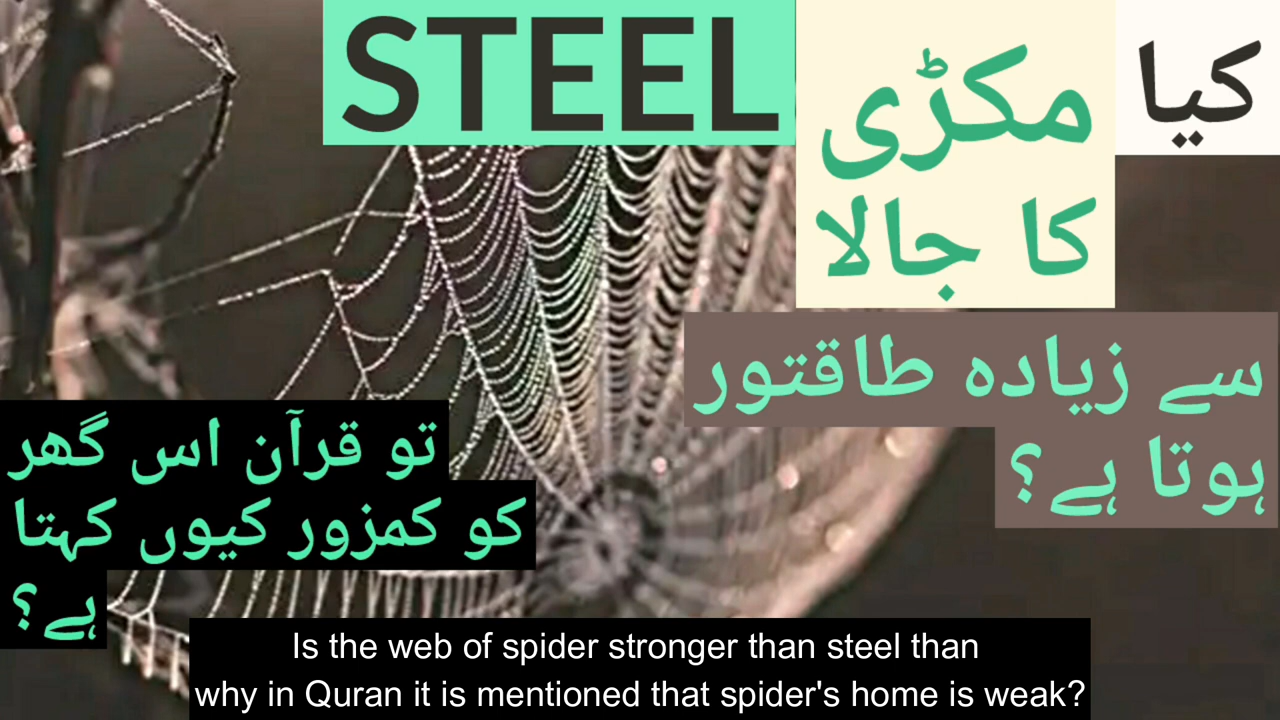 کیا
مکڑی
کا جالا
STEEL
سے زیادہ طاقتور
ہوتا ہے؟
تو قرآن اس گھر
کو کمزور کیوں کہتا
ہے؟
Is the web of spider stronger than steel than
why in Quran it is mentioned that spider's home is weak?